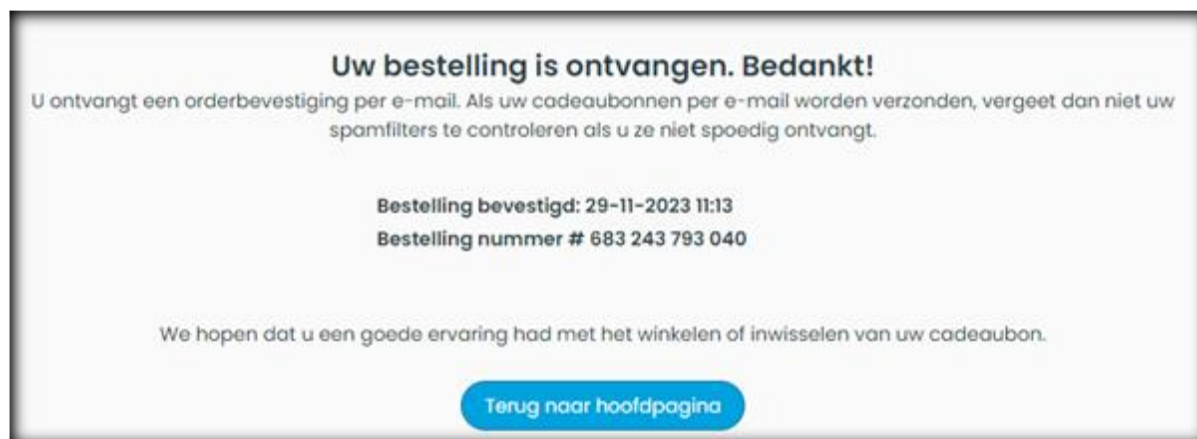 Uw bestelling is ontvangen. Bedankt!
U ontvangt een orderbevestiging per e-mail. Als uw cadeaubonnen per e-mail worden verzonden, vergeet dan niet uw
spamfilters te controleren als u ze niet spoedig ontvangt.
Bestelling bevestigd: 29-11-2023 11:13
Bestelling nummer # 683 243 793 040
We hopen dat u een goede ervaring had met het winkelen of inwisselen van uw cadeaubon.
Terug naar hoofdpagina